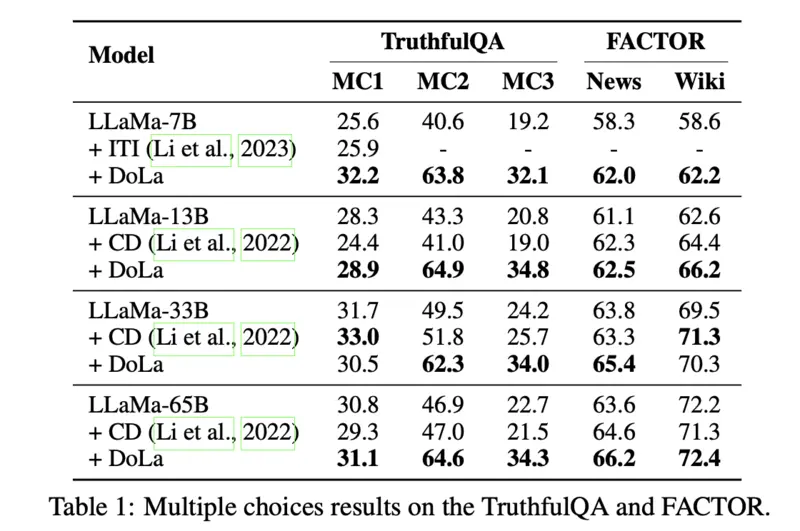 Model TruthfulQA FACTOR
MC1 MC2 MC3 News Wiki
LLaMa-7B 25.6 40.6 19.2 58.3 58.6
+ ITI (Li et al., 2023) 25.9 - - - -
+ DoLa 32.2 63.8 32.1 62.0 62.2
LLaMa-13B 28.3 43.3 20.8 61.1 62.6
+ CD (Li et al., 2022) 24.4 41.0 19.0 62.3 64.4
+ DoLa 28.9 64.9 34.8 62.5 66.2
LLaMa-33B 31.7 49.5 24.2 63.8 69.5
+ CD (Li et al., 2022) 33.0 51.8 25.7 63.3 71.3
+ DoLa 30.5 62.3 34.0 65.4 70.3
LLaMa-65B 30.8 46.9 22.7 63.6 72.2
+ CD (Li et al., 2022) 29.3 47.0 21.5 64.6 71.3
+ DoLa 31.1 64.6 34.3 66.2 72.4
Table 1: Multiple choices results on the TruthfulQA and FACTOR.